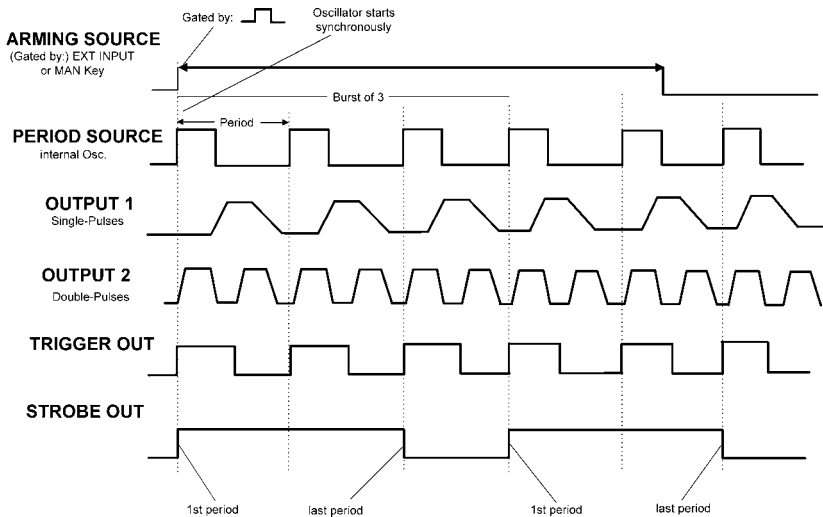 Gated by:
Oscillator starts
synchronously
ARMING SOURCE
(Gated by:) EXT INPUT
or MAN Key
Burst of 3
Period
PERIOD SOURCE
internal Osc.
OUTPUT 1
Single-Pulses
OUTPUT 2
Double-Pulses
TRIGGER OUT
STROBE OUT
1st period
last period
1st period
last period